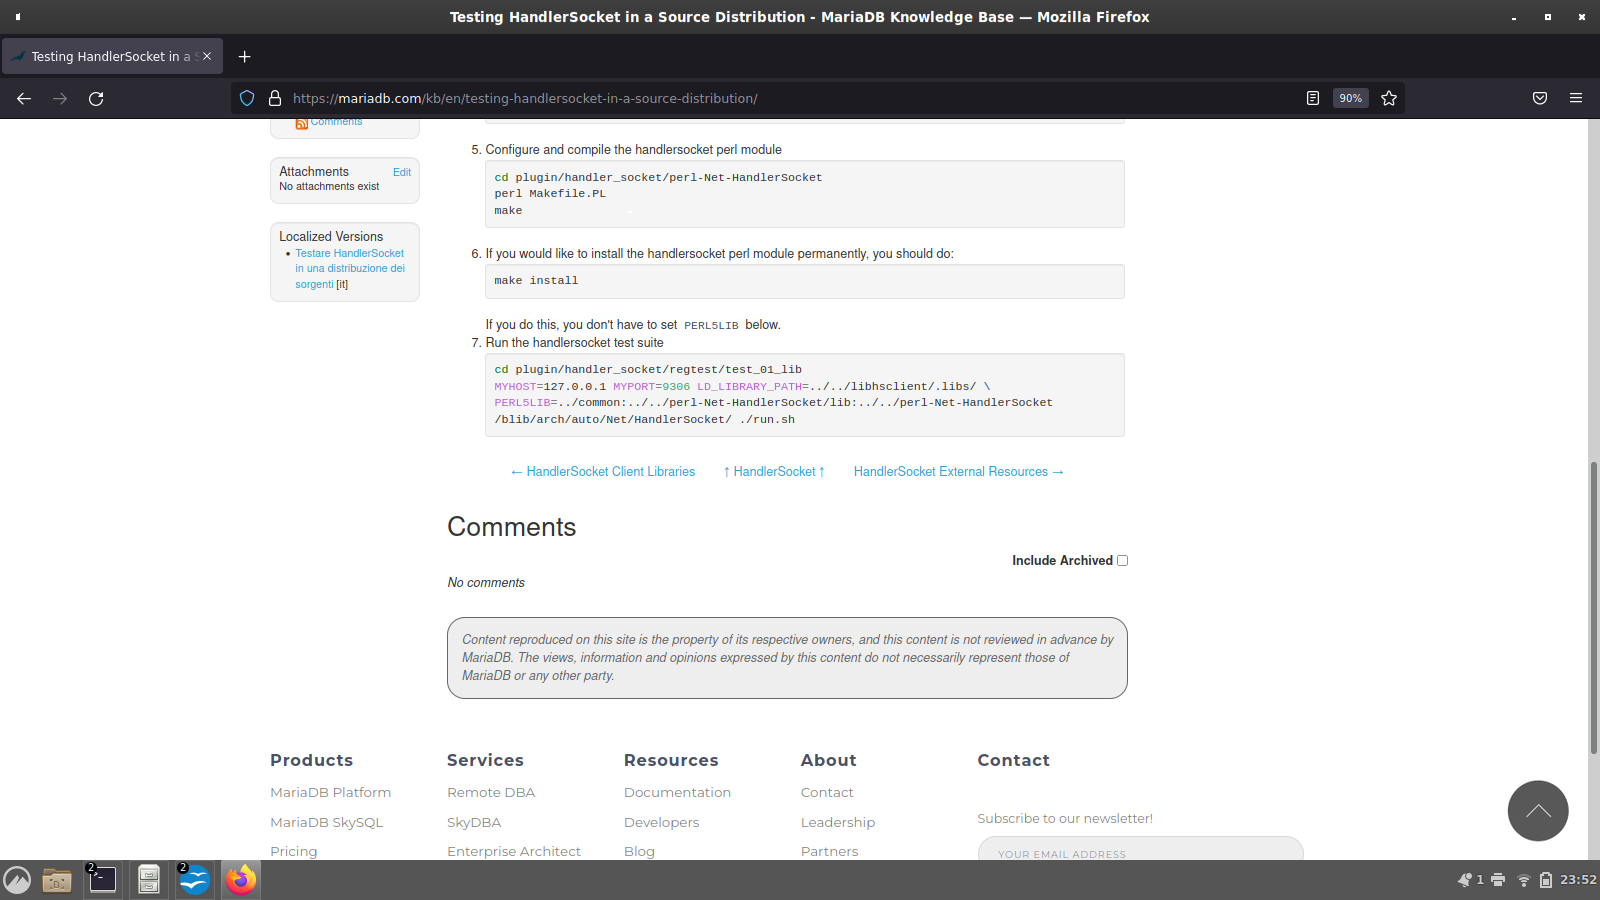 Testing HandlerSocket in a Source Distribution - MariaDB Knowledge Base — Mozilla Firefox
Testing HandlerSocket in a S
https://mariadb.com/kb/en/testing-handlersocket-in-a-source-distribution/
90%
Comments
Attachments
Edit
No attachments exist
Localized Versions
• Testare HandlerSocket
in una distribuzione dei
sorgenti [it]
5. Configure and compile the handlersocket perl module
cd plugin/handler_socket/perl-Net-HandlerSocket
perl Makefile.PL
make
6. If you would like to install the handlersocket perl module permanently, you should do:
make install
If you do this, you don't have to set PERL5LIB below.
7. Run the handlersocket test suite
cd plugin/handler_socket/regtest/test_01_lib
MYHOST=127.0.0.1 MYPORT=9306 LD_LIBRARY_PATH=../../libhsclient/.libs/ \
PERL5LIB=../common:../../perl-Net-HandlerSocket/lib:../../perl-Net-HandlerSocket
/blib/arch/auto/Net/HandlerSocket/ ./run.sh
← HandlerSocket Client Libraries
↑ HandlerSocket ↑
HandlerSocket External Resources →
Comments
Include Archived
No comments
Content reproduced on this site is the property of its respective owners, and this content is not reviewed in advance by
MariaDB. The views, information and opinions expressed by this content do not necessarily represent those of
MariaDB or any other party.
Products
MariaDB Platform
MariaDB SkySQL
Pricing
Services
Remote DBA
SkyDBA
Enterprise Architect
Resources
Documentation
Developers
Blog
About
Contact
Leadership
Partners
Contact
Subscribe to our newsletter!
YOUR EMAIL ADDRESS
2
2
1
23:52